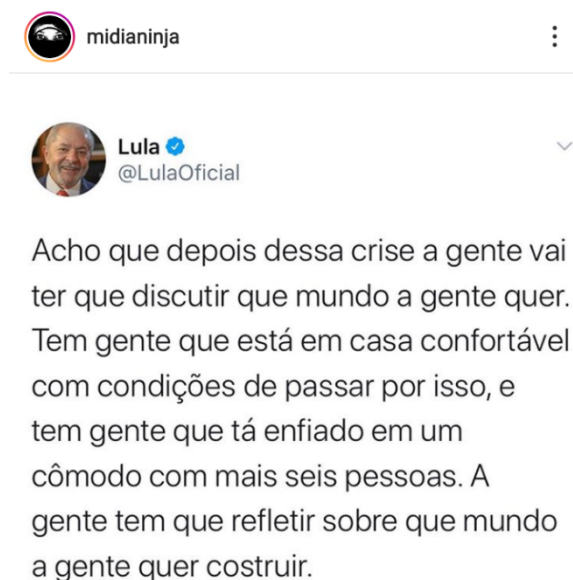 midianinja
Lula
@LulaOficial
Acho que depois dessa crise a gente vai
ter que discutir que mundo a gente quer.
Tem gente que está em casa confortável
com condições de passar por isso, e
tem gente que tá enfiado em um
cômodo com mais seis pessoas. A
gente tem que refletir sobre que mundo
a gente quer costruir.